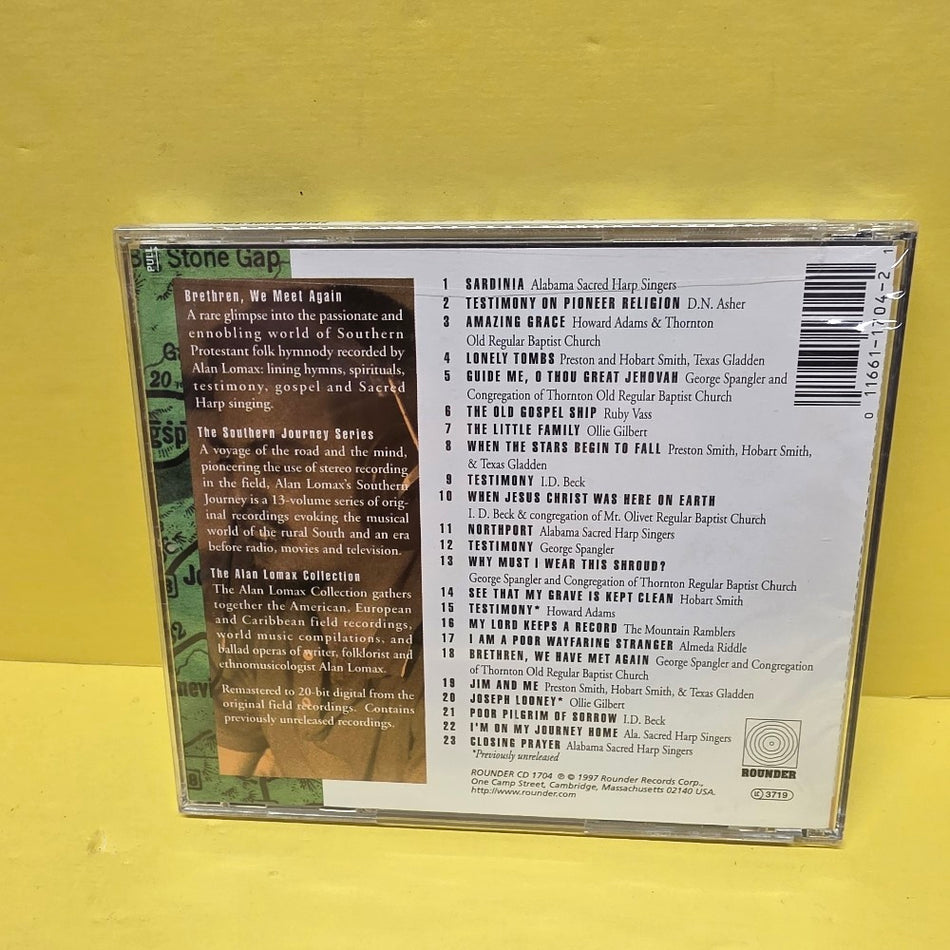 PULL
Stone Gap
20
Brethren, We Meet Again
A rare glimpse into the passionate and
ennobling world of Southern
Protestant folk hymnody recorded by
Alan Lomax: lining hymns, spirituals,
testimony, gospel and Sacred
Harp singing.
The Southern Journey Series
A voyage of the road and the mind,
pioneering the use of stereo recording
in the field, Alan Lomax's Southern
Journey is a 13-volume series of orig-
inal recordings evoking the musical
world of the rural South and an era
before radio, movies and television.
The Alan Lomax Collection
The Alan Lomax Collection gathers
together the American, European
and Caribbean field recordings,
world music compilations, and
ballad operas of writer, folklorist and
ethnomusicologist Alan Lomax.
Remastered to 20-bit digital from the
original field recordings. Contains
previously unreleased recordings.
1 SARDINIA Alabama Sacred Harp Singers
2 TESTIMONY ON PIONEER RELIGION D.N. Asher
3 AMAZING GRACE Howard Adams & Thornton
Old Regular Baptist Church
4 LONELY TOMBS Preston and Hobart Smith, Texas Gladden
5 GUIDE ME, O THOU GREAT JEHOVAH George Spangler and
Congregation of Thornton Old Regular Baptist Church
6 THE OLD GOSPEL SHIP Ruby Vass
7 THE LITTLE FAMILY Ollie Gilbert
8 WHEN THE STARS BEGIN TO FALL Preston Smith, Hobart Smith,
& Texas Gladden
9 TESTIMONY I.D. Beck
10 WHEN JESUS CHRIST WAS HERE ON EARTH
I. D. Beck & congregation of Mt. Olivet Regular Baptist Church
11 NORTHPORT Alabama Sacred Harp Singers
12 TESTIMONY George Spangler
13 WHY MUST I WEAR THIS SHROUD?
George Spangler and Congregation of Thornton Regular Baptist Church
14 SEE THAT MY GRAVE IS KEPT CLEAN Hobart Smith
15 TESTIMONY* Howard Adams
16 MY LORD KEEPS A RECORD The Mountain Ramblers
17 I AM A POOR WAYFARING STRANGER Almeda Riddle
18 BRETHREN, WE HAVE MET AGAIN George Spangler and Congregation
of Thornton Old Regular Baptist Church
19 JIM AND ME Preston Smith, Hobart Smith, & Texas Gladden
20 JOSEPH LOONEY* Ollie Gilbert
21 POOR PILGRIM OF SORROW I.D. Beck
22 I'M ON MY JOURNEY HOME Ala. Sacred Harp Singers
23 CLOSING PRAYER Alabama Sacred Harp Singers
*Previously unreleased
ROUNDER CD 1704 ℗ © 1997 Rounder Records Corp.,
One Camp Street, Cambridge, Massachusetts 02140 USA.
http://www.rounder.com
0 11661-1704-2 1
ROUNDER
LC 3719